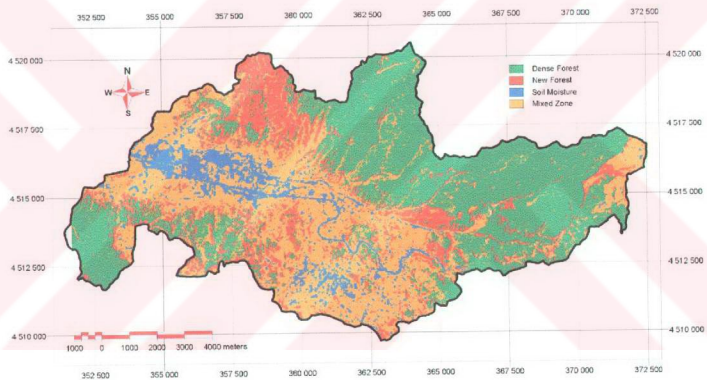 352 500 355 000 357 500 360 000 362 500 365 000 367 500 370 000 372 500
4 520 000 4 520 000
Dense Forest
New Forest
Soil Moisture
Mixed Zone
N
W E
S
4 517 500 4 517 500
4 515 000 4 515 000
4 512 500 4 512 500
4 510 000 4 510 000
1000 0 1000 2000 3000 4000 meters
352 500 355 000 357 500 360 000 362 500 365 000 367 500 370 000 372 500